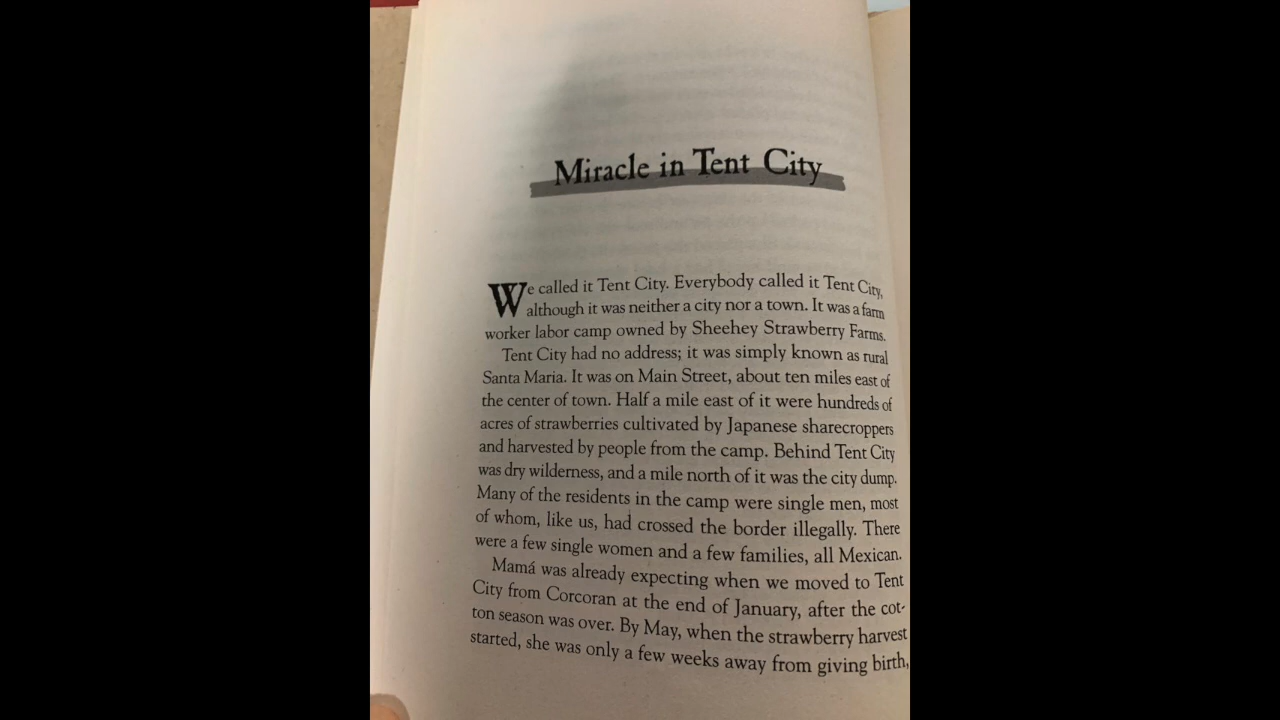 Miracle in Tent City
We called it Tent City. Everybody called it Tent City,
although it was neither a city nor a town. It was a farm
worker labor camp owned by Sheehey Strawberry Farms.
Tent City had no address; it was simply known as rural
Santa Maria. It was on Main Street, about ten miles east of
the center of town. Half a mile east of it were hundreds of
acres of strawberries cultivated by Japanese sharecroppers
and harvested by people from the camp. Behind Tent City
was dry wilderness, and a mile north of it was the city dump.
Many of the residents in the camp were single men, most
of whom, like us, had crossed the border illegally. There
were a few single women and a few families, all Mexican.
Mamá was already expecting when we moved to Tent
City from Corcoran at the end of January, after the cot-
ton season was over. By May, when the strawberry harvest
started, she was only a few weeks away from giving birth,